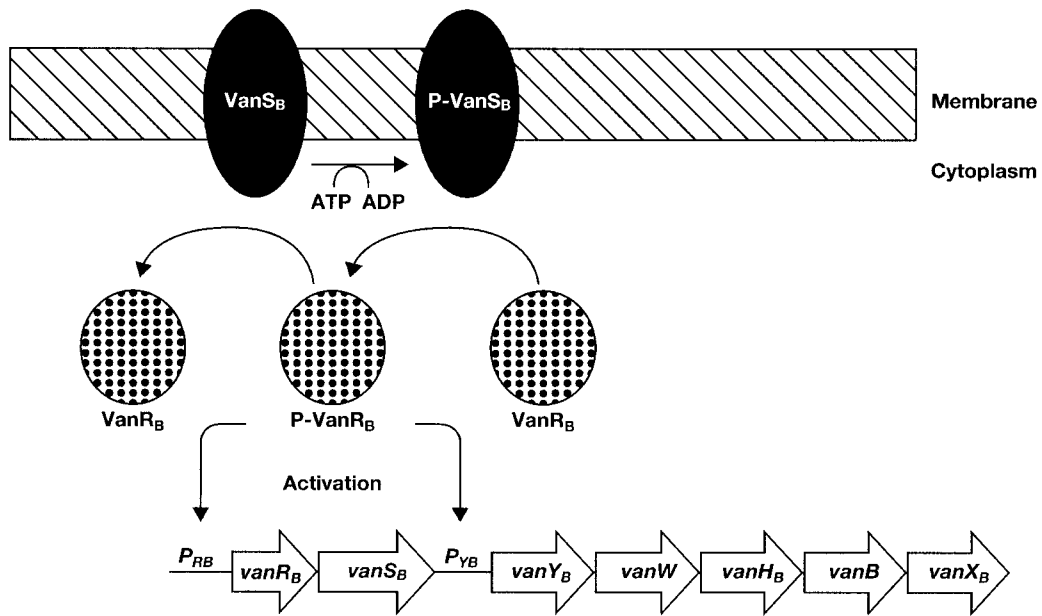 VanS_B P-VanS_B Membrane
Cytoplasm
ATP ADP
VanR_B P-VanR_B VanR_B
Activation
P_RB vanR_B vanS_B P_YB vanY_B vanW vanH_B vanB vanX_B